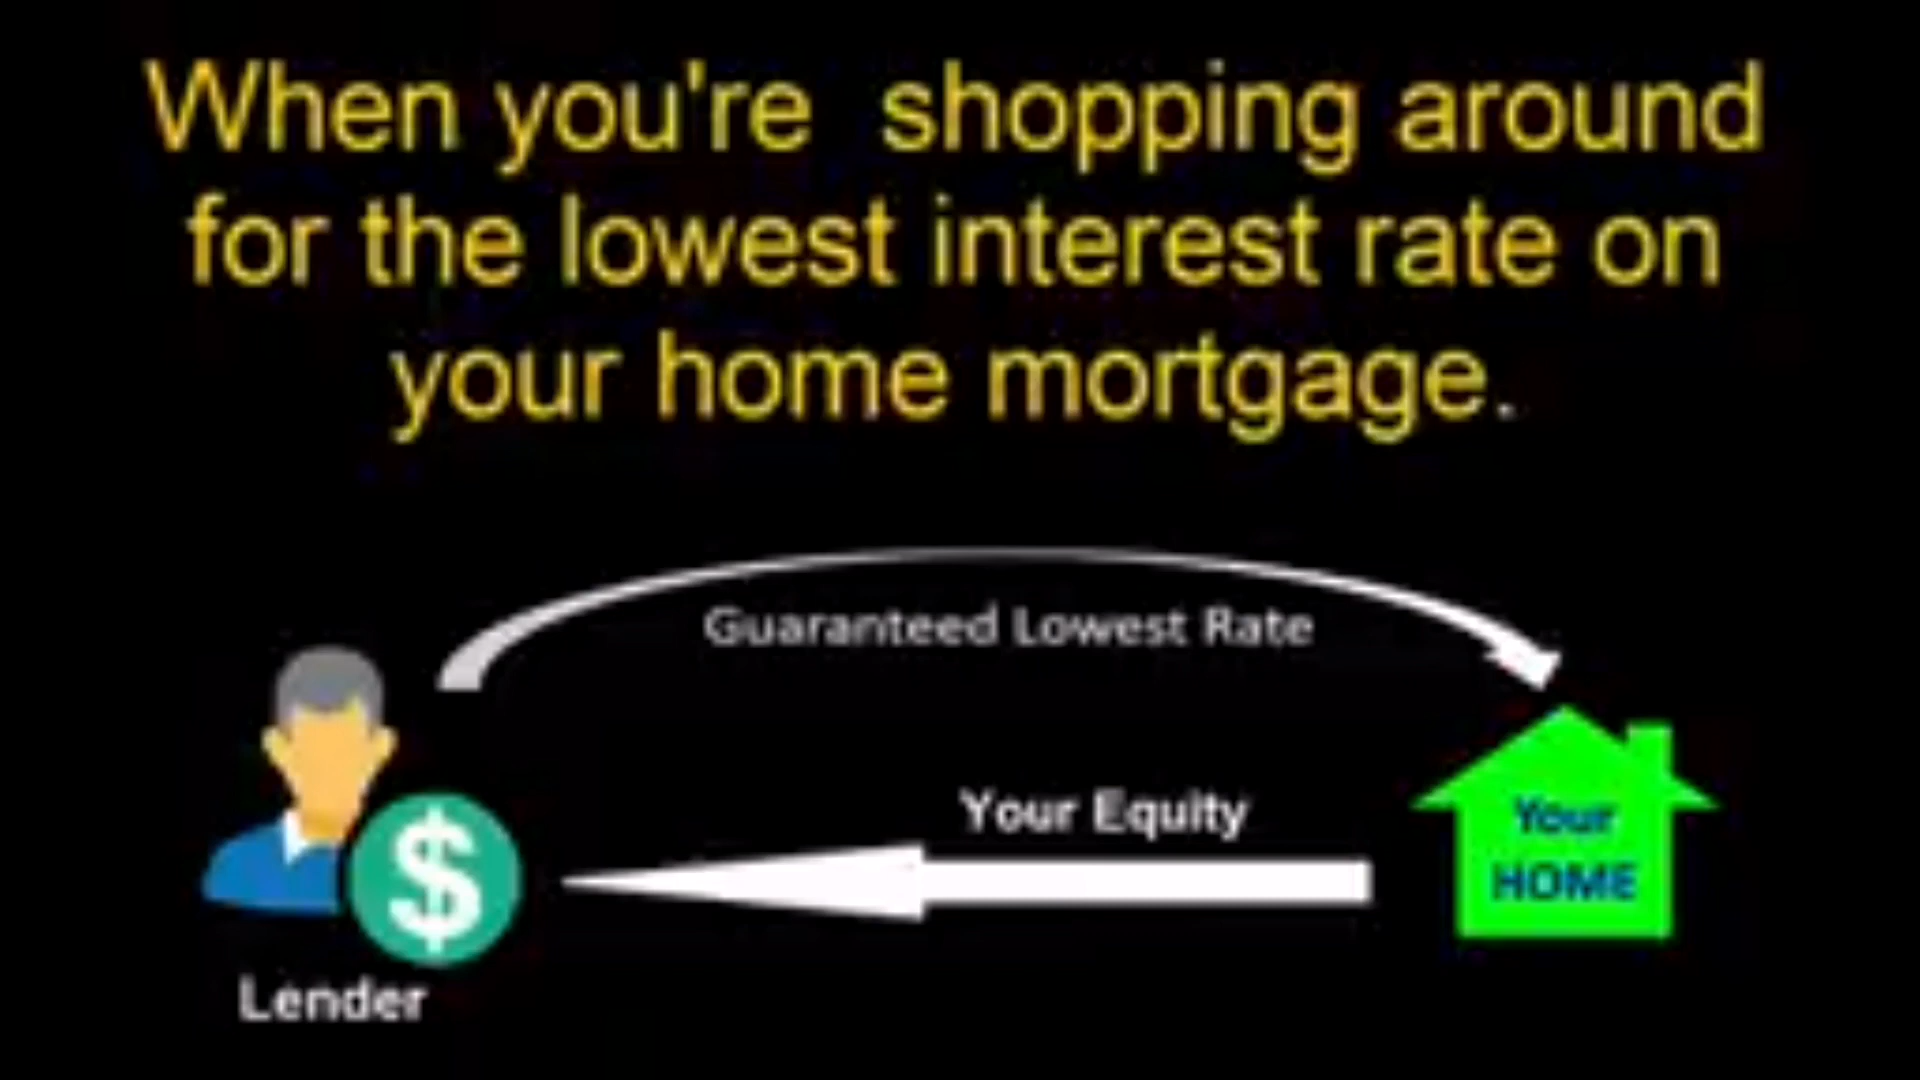 When you're  shopping around
for the lowest interest rate on
your home mortgage.
Guaranteed Lowest Rate
Your Equity
Your
HOME
$
Lender